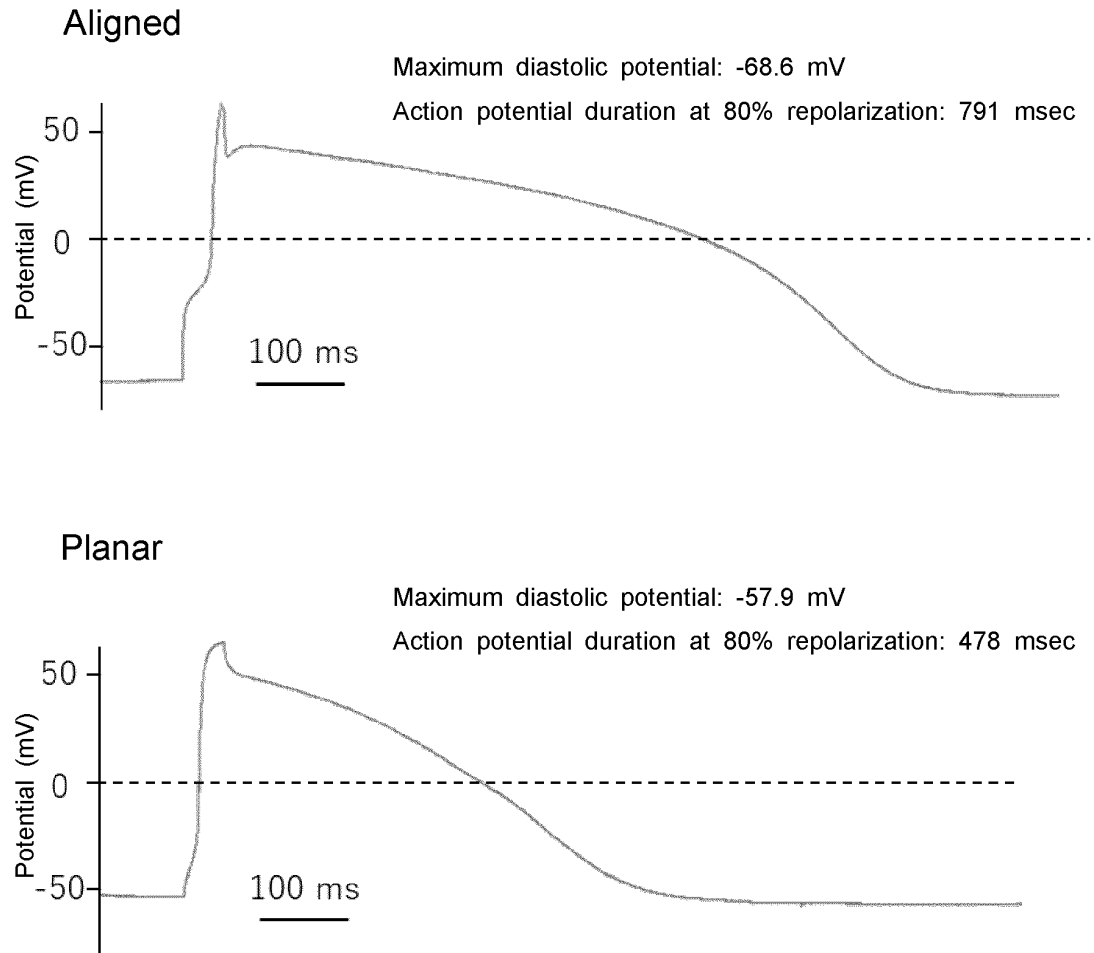 Aligned
Maximum diastolic potential: -68.6 mV
Action potential duration at 80% repolarization: 791 msec
Potential (mV)
50
0
-50
100 ms
Planar
Maximum diastolic potential: -57.9 mV
Action potential duration at 80% repolarization: 478 msec
Potential (mV)
50
0
-50
100 ms